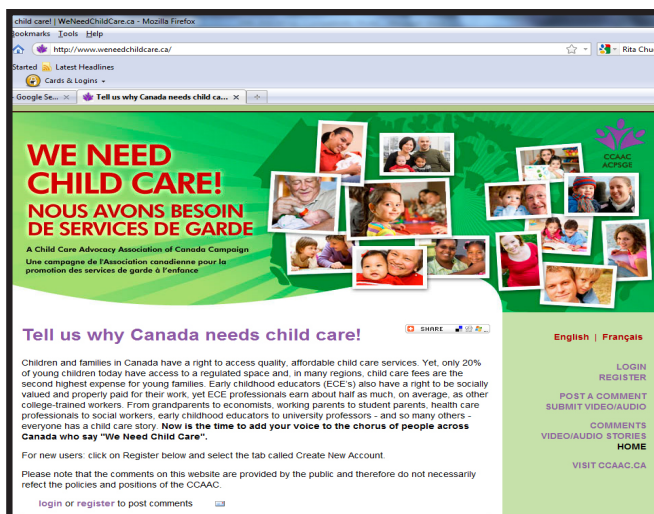 child care! | WeNeedChildCare.ca - Mozilla Firefox
Bookmarks Tools Help
http://www.weneedchildcare.ca/
Rita Chu
Started Latest Headlines
Cards & Logins
Google Se...
Tell us why Canada needs child ca...
WE NEED
CHILD CARE!
NOUS AVONS BESOIN
DE SERVICES DE GARDE
A Child Care Advocacy Association of Canada Campaign
Une campagne de l'Association canadienne pour la
promotion des services de garde à l'enfance
CCAAC
ACPSGE
Tell us why Canada needs child care!
SHARE
English | Français
Children and families in Canada have a right to access quality, affordable child care services. Yet, only 20%
of young children today have access to a regulated space and, in many regions, child care fees are the
second highest expense for young families. Early childhood educators (ECE's) also have a right to be socially
valued and properly paid for their work, yet ECE professionals earn about half as much, on average, as other
college-trained workers. From grandparents to economists, working parents to student parents, health care
professionals to social workers, early childhood educators to university professors - and so many others -
everyone has a child care story. Now is the time to add your voice to the chorus of people across
Canada who say "We Need Child Care".
For new users: click on Register below and select the tab called Create New Account.
Please note that the comments on this website are provided by the public and therefore do not necessarily
refect the policies and positions of the CCAAC.
login or register to post comments
LOGIN
REGISTER
POST A COMMENT
SUBMIT VIDEO/AUDIO
COMMENTS
VIDEO/AUDIO STORIES
HOME
VISIT CCAAC.CA